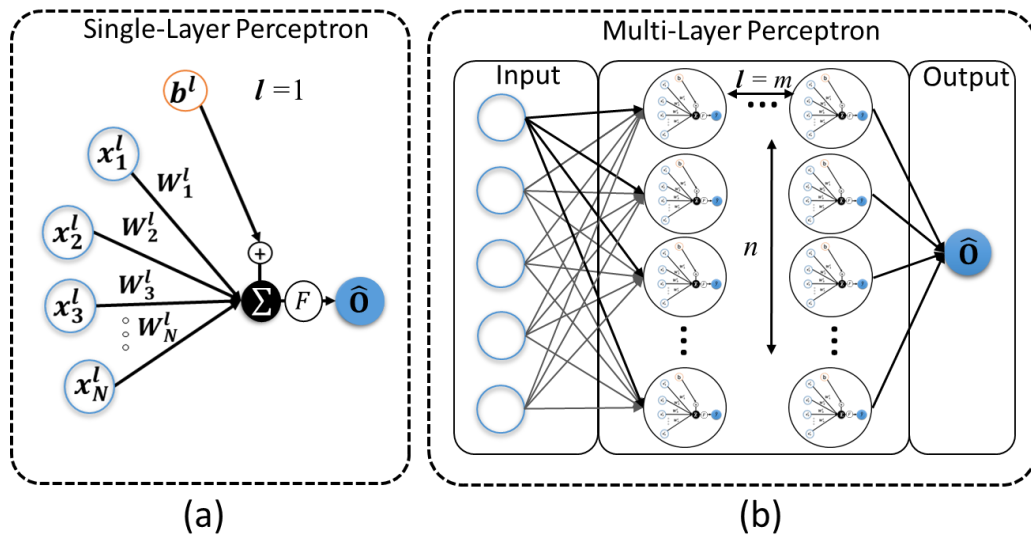 Single-Layer Perceptron
b^l
l =1
x_1^l
W_1^l
x_2^l
W_2^l
x_3^l
W_3^l
W_N^l
x_N^l
+
Σ
F
Ô
(a)
Multi-Layer Perceptron
Input
l = m
n
Output
Ô
(b)